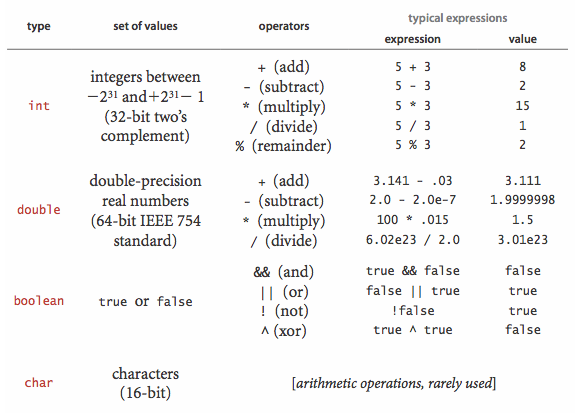 type set of values operators typical expressions
expression value
int integers between −2³¹ and +2³¹− 1 (32-bit two's complement)
+ (add) 5 + 3 8
- (subtract) 5 - 3 2
* (multiply) 5 * 3 15
/ (divide) 5 / 3 1
% (remainder) 5 % 3 2
double double-precision real numbers (64-bit IEEE 754 standard)
+ (add) 3.141 - .03 3.111
- (subtract) 2.0 - 2.0e-7 1.9999998
* (multiply) 100 * .015 1.5
/ (divide) 6.02e23 / 2.0 3.01e23
boolean true or false
&& (and) true && false false
|| (or) false || true true
! (not) !false true
^ (xor) true ^ true false
char characters (16-bit) [arithmetic operations, rarely used]